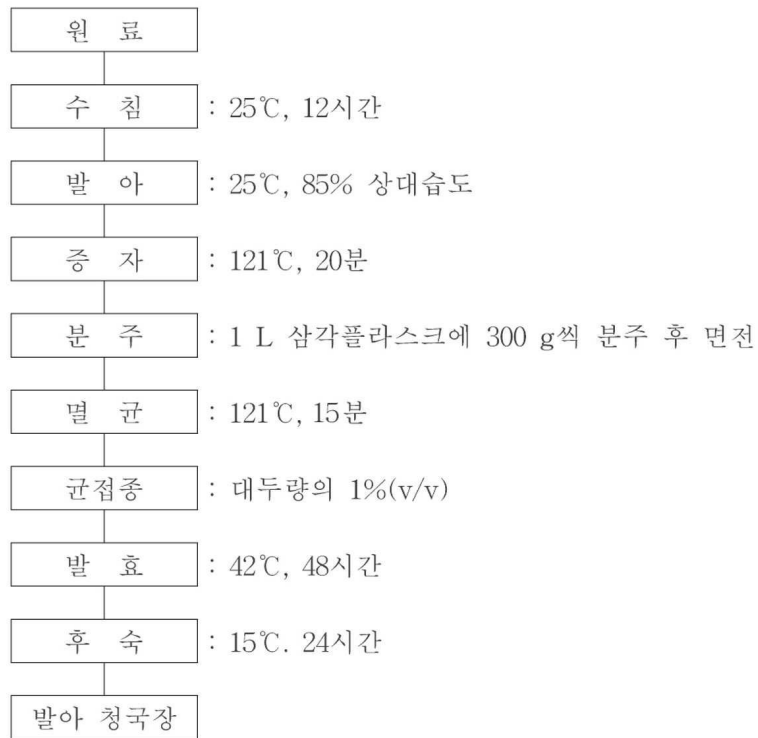 원 료
수 침 : 25℃, 12시간
발 아 : 25℃, 85% 상대습도
증 자 : 121℃, 20분
분 주 : 1 L 삼각플라스크에 300 g씩 분주 후 면전
멸 균 : 121℃, 15분
균접종 : 대두량의 1%(v/v)
발 효 : 42℃, 48시간
후 숙 : 15℃. 24시간
발아 청국장